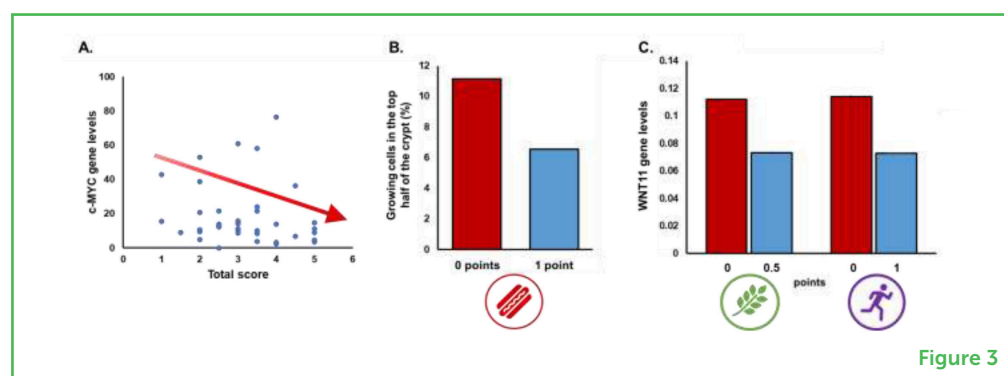 A.
100
80
60
40
20
0
c-MYC gene levels
0 1 2 3 4 5 6
Total score
B.
12
10
8
6
4
2
0
Growing cells in the top
half of the crypt (%)
0 points 1 point
C.
0.14
0.12
0.1
0.08
0.06
0.04
0.02
0
WNT11 gene levels
0 0.5 0 1
points
Figure 3